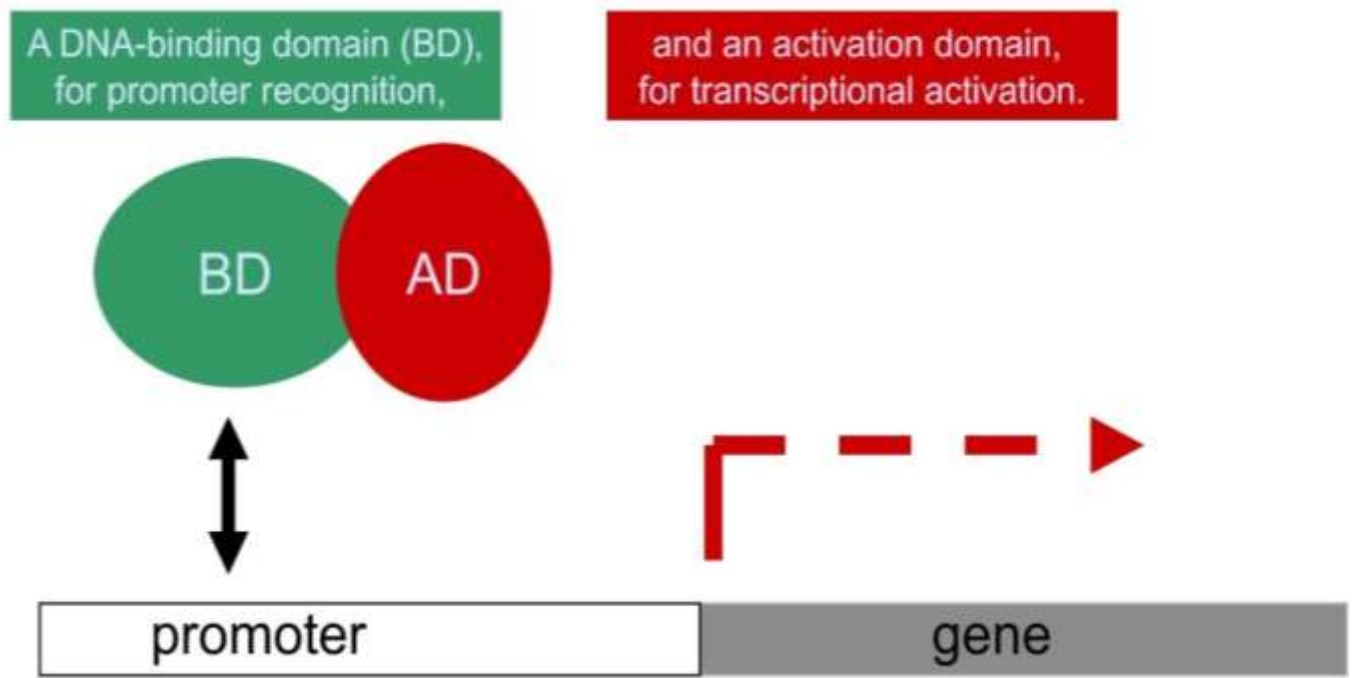 A DNA-binding domain (BD),
for promoter recognition,
and an activation domain,
for transcriptional activation.
BD
AD
promoter
gene